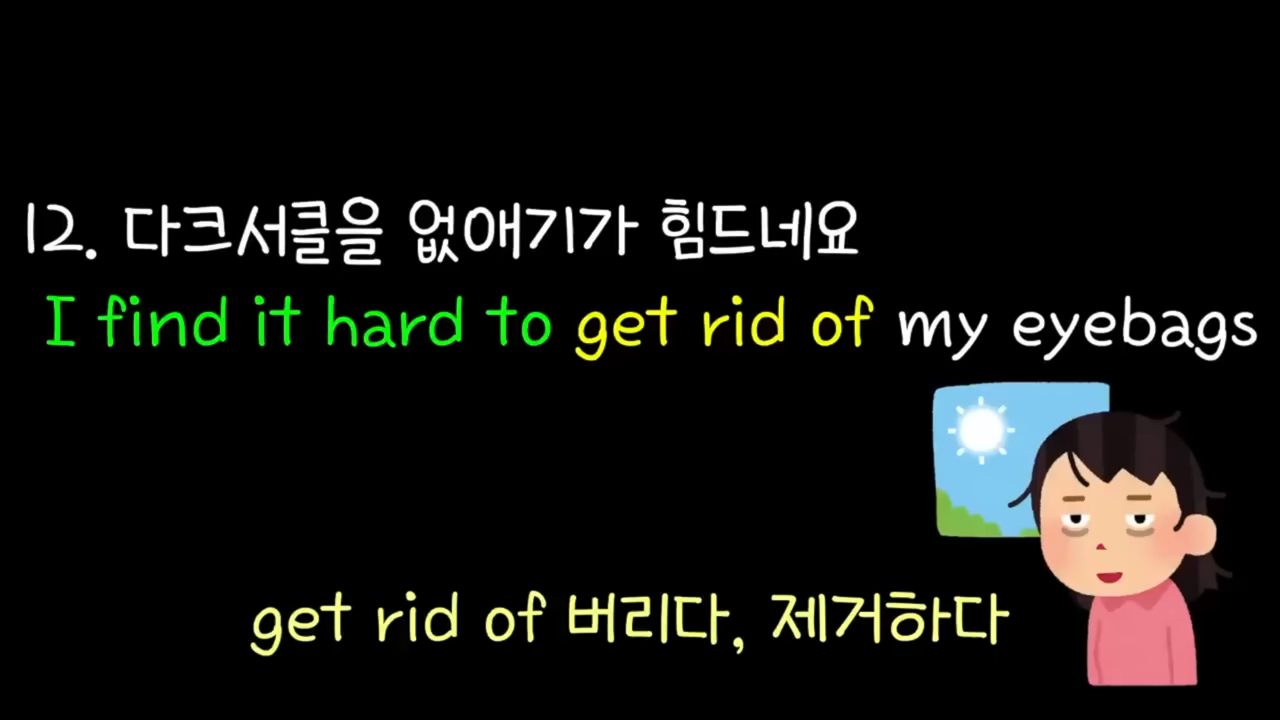 12. 다크서클을 없애기가 힘드네요
I find it hard to get rid of my eyebags
get rid of 버리다, 제거하다